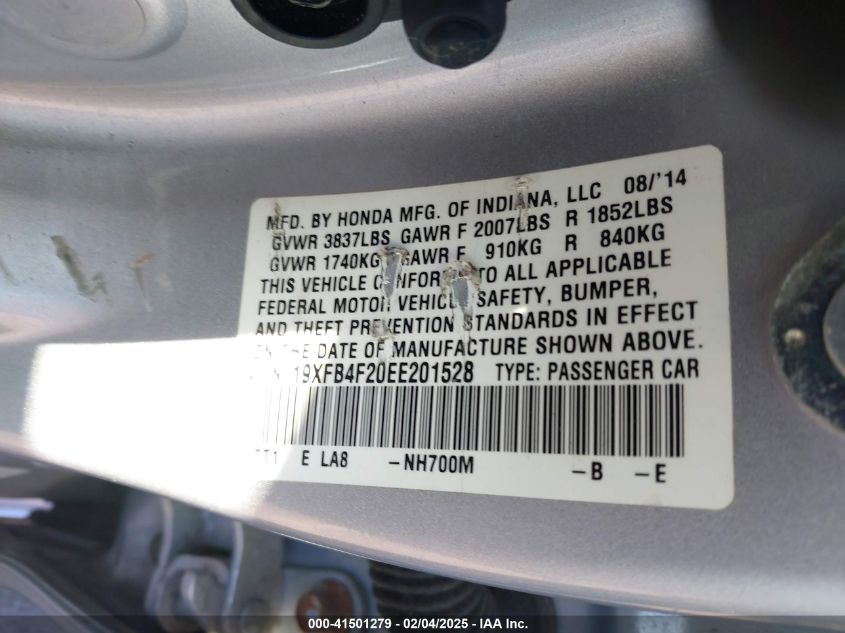 MFD. BY HONDA MFG. OF INDIANA, LLC 08/'14
GVWR 3837LBS GAWR F 2007LBS R 1852LBS
GVWR 1740KG GAWR F 910KG R 840KG
THIS VEHICLE CONFORMS TO ALL APPLICABLE
FEDERAL MOTOR VEHICLE SAFETY, BUMPER,
AND THEFT PREVENTION STANDARDS IN EFFECT
ON THE DATE OF MANUFACTURE SHOWN ABOVE.
19XFB4F20EE201528 TYPE: PASSENGER CAR
E LA8 -NH700M -B -E
000-41501279 - 02/04/2025 - IAAI INC.